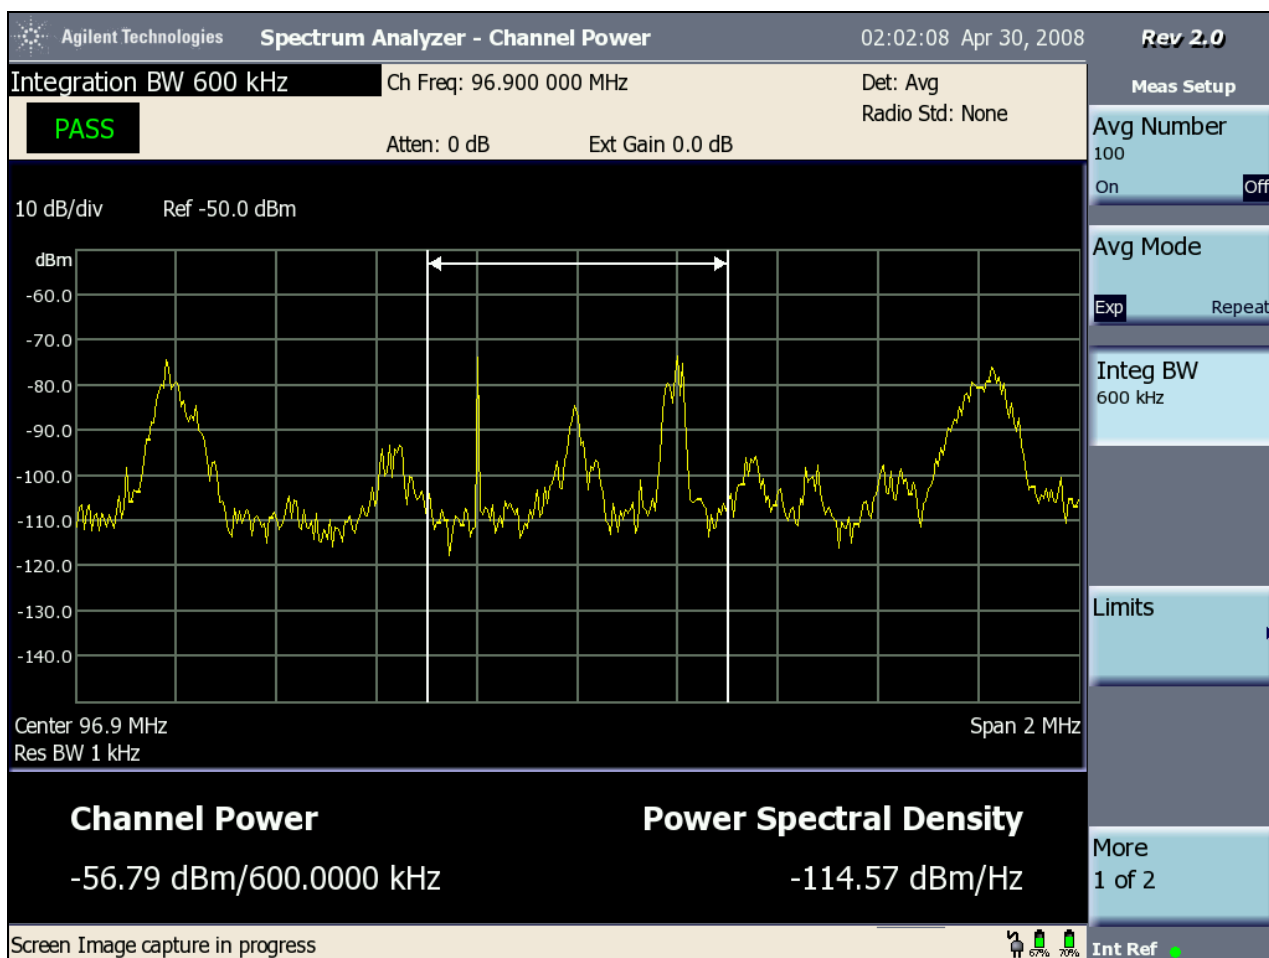 Agilent Technologies Spectrum Analyzer - Channel Power 02:02:08 Apr 30, 2008 Rev 2.0
Integration BW 600 kHz Ch Freq: 96.900 000 MHz Det: Avg
PASS Radio Std: None
Atten: 0 dB Ext Gain 0.0 dB
10 dB/div Ref -50.0 dBm
dBm
-60.0
-70.0
-80.0
-90.0
-100.0
-110.0
-120.0
-130.0
-140.0
Center 96.9 MHz Span 2 MHz
Res BW 1 kHz
Channel Power Power Spectral Density
-56.79 dBm/600.0000 kHz -114.57 dBm/Hz
Screen Image capture in progress 67% 70%
Meas Setup
Avg Number
100
On Off
Avg Mode
Exp Repeat
Integ BW
600 kHz
Limits
More
1 of 2
Int Ref